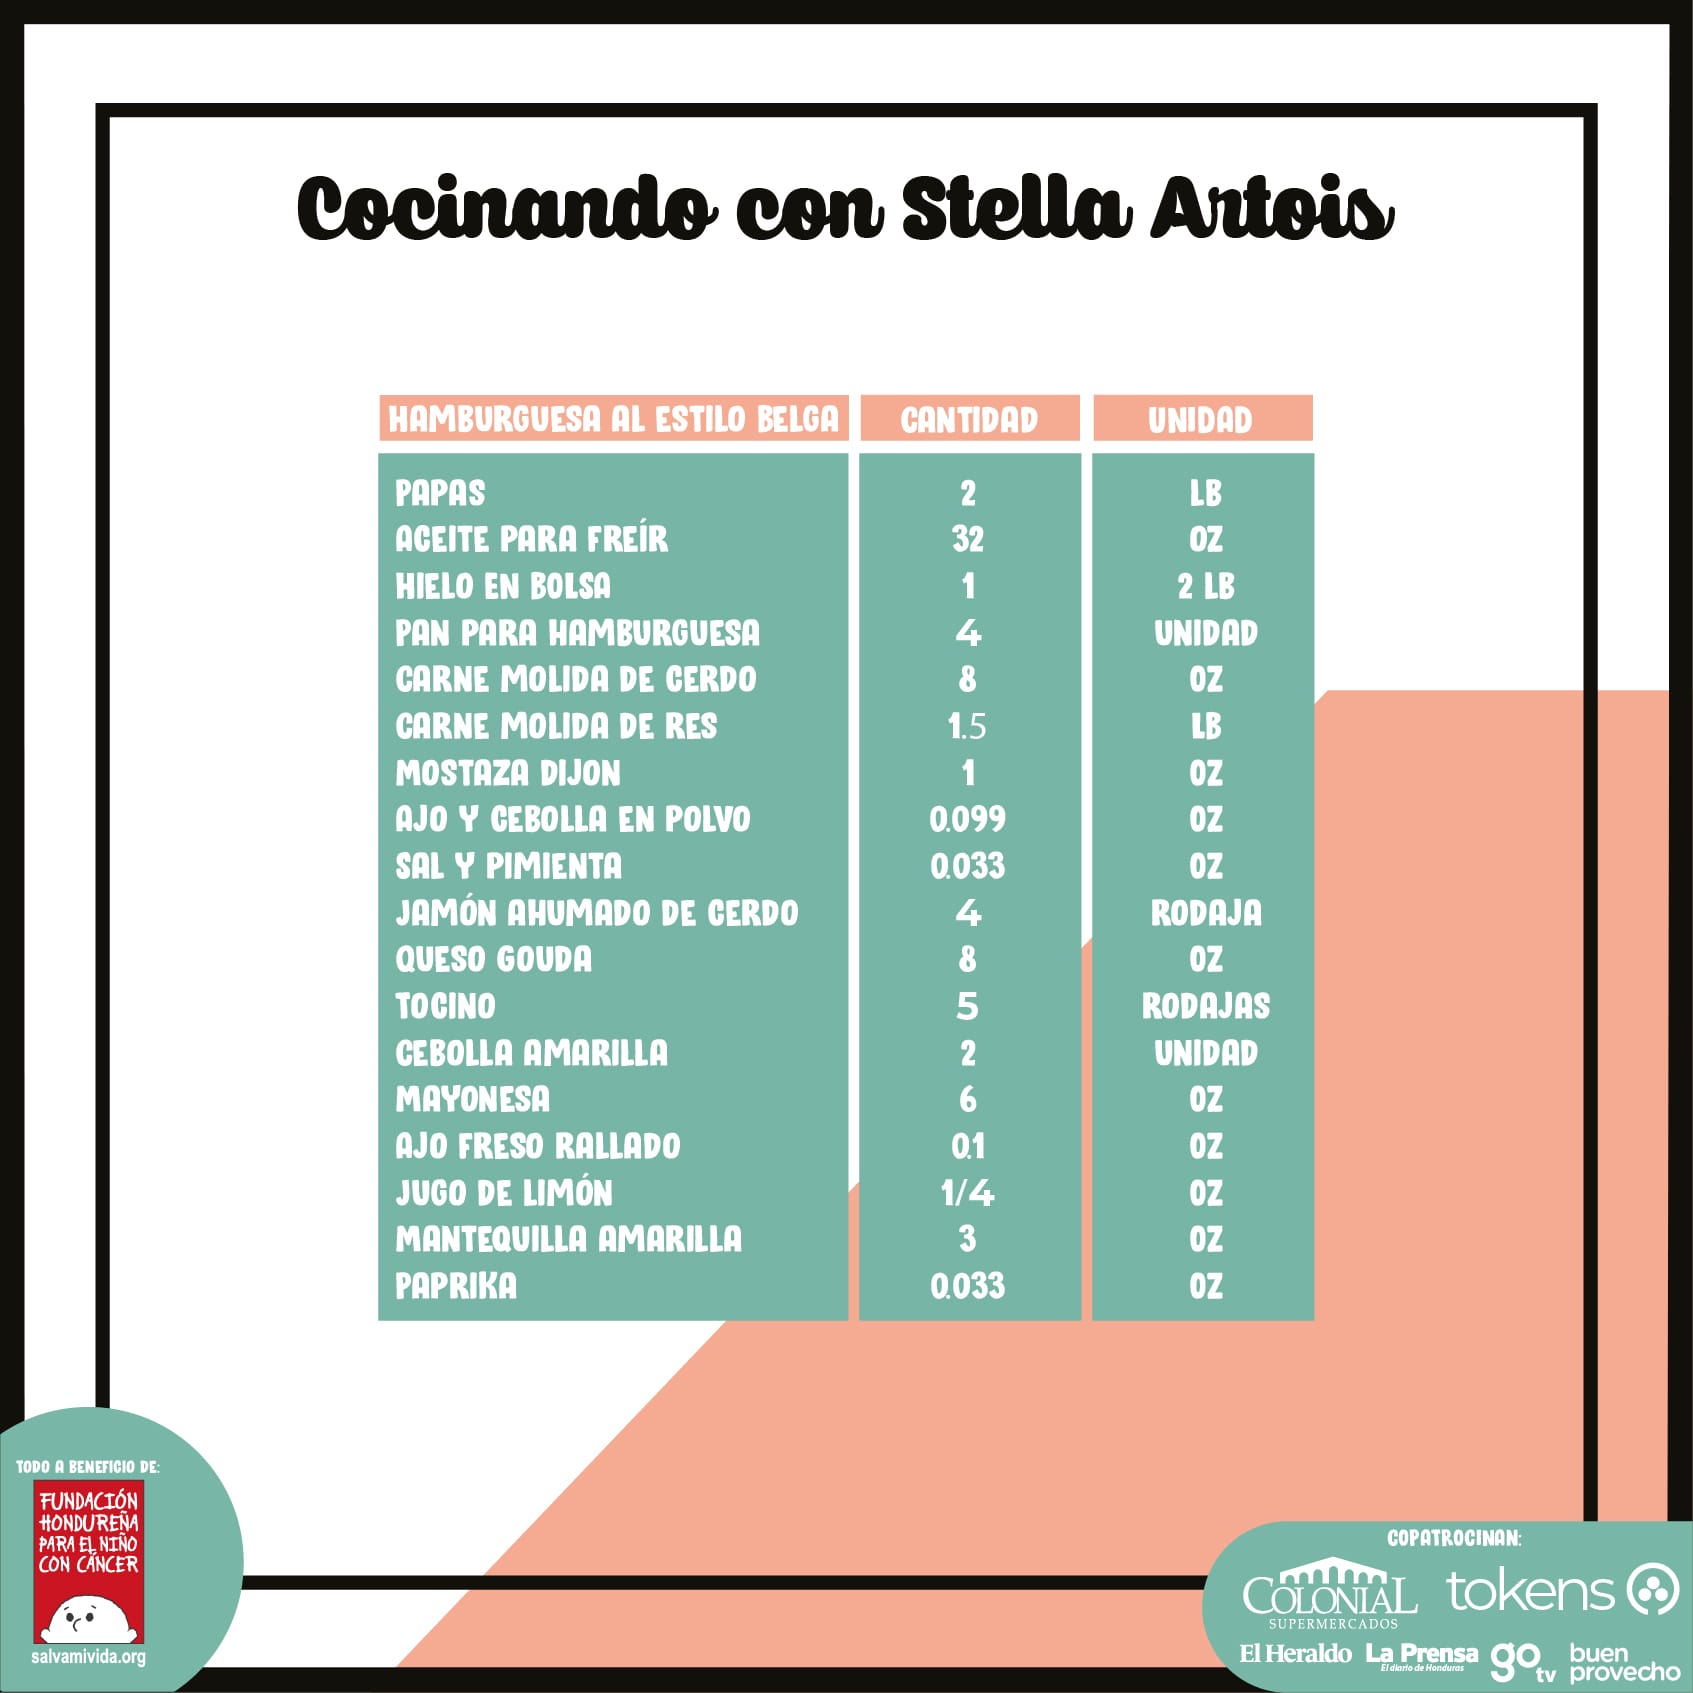 Cocinando con Stella Artois
HAMBURGUESA AL ESTILO BELGA CANTIDAD UNIDAD
PAPAS 2 LB
ACEITE PARA FREÍR 32 OZ
HIELO EN BOLSA 1 2 LB
PAN PARA HAMBURGUESA 4 UNIDAD
CARNE MOLIDA DE CERDO 8 OZ
CARNE MOLIDA DE RES 1.5 LB
MOSTAZA DIJON 1 OZ
AJO Y CEBOLLA EN POLVO 0.099 OZ
SAL Y PIMIENTA 0.033 OZ
JAMÓN AHUMADO DE CERDO 4 RODAJA
QUESO GOUDA 8 OZ
TOCINO 5 RODAJAS
CEBOLLA AMARILLA 2 UNIDAD
MAYONESA 6 OZ
AJO FRESO RALLADO 0.1 OZ
JUGO DE LIMÓN 1/4 OZ
MANTEQUILLA AMARILLA 3 OZ
PAPRIKA 0.033 OZ
TODO A BENEFICIO DE:
FUNDACIÓN
HONDUREÑA
PARA EL NIÑO
CON CÁNCER
salvamivida.org
COPATROCINAN:
COLONIAL
SUPERMERCADOS
tokens
El Heraldo
La Prensa
El diario de Honduras
go tv
buen
provecho